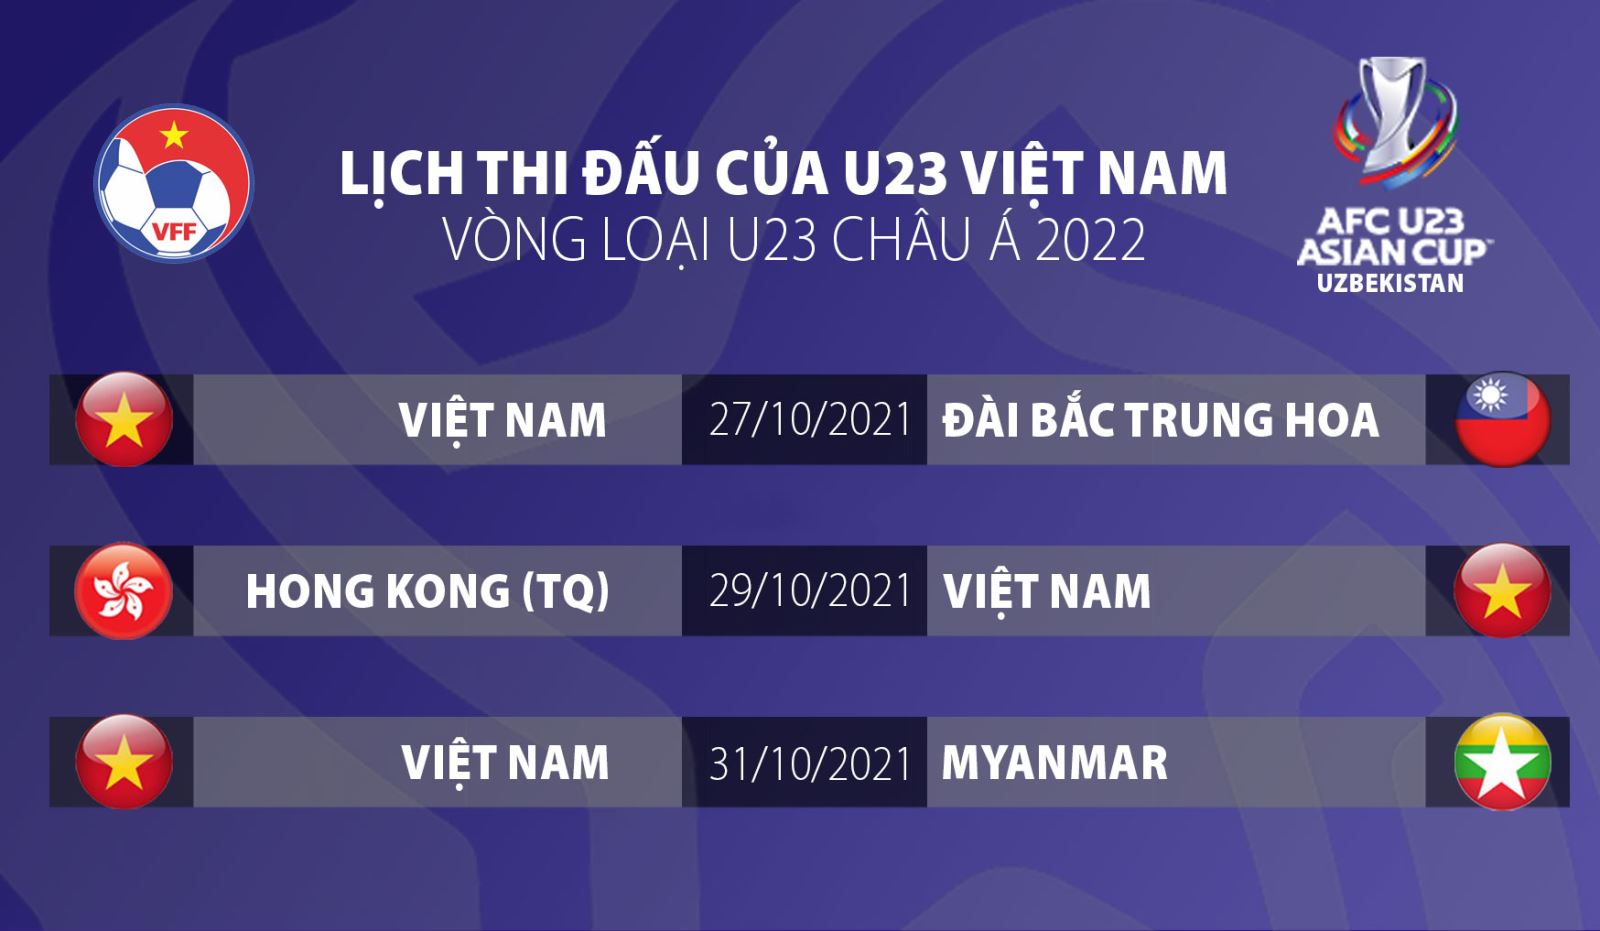 VFF
LỊCH THI ĐẤU CỦA U23 VIỆT NAM
VÒNG LOẠI U23 CHÂU Á 2022
AFC U23
ASIAN CUP™
UZBEKISTAN
VIỆT NAM 27/10/2021 ĐÀI BẮC TRUNG HOA
HONG KONG (TQ) 29/10/2021 VIỆT NAM
VIỆT NAM 31/10/2021 MYANMAR